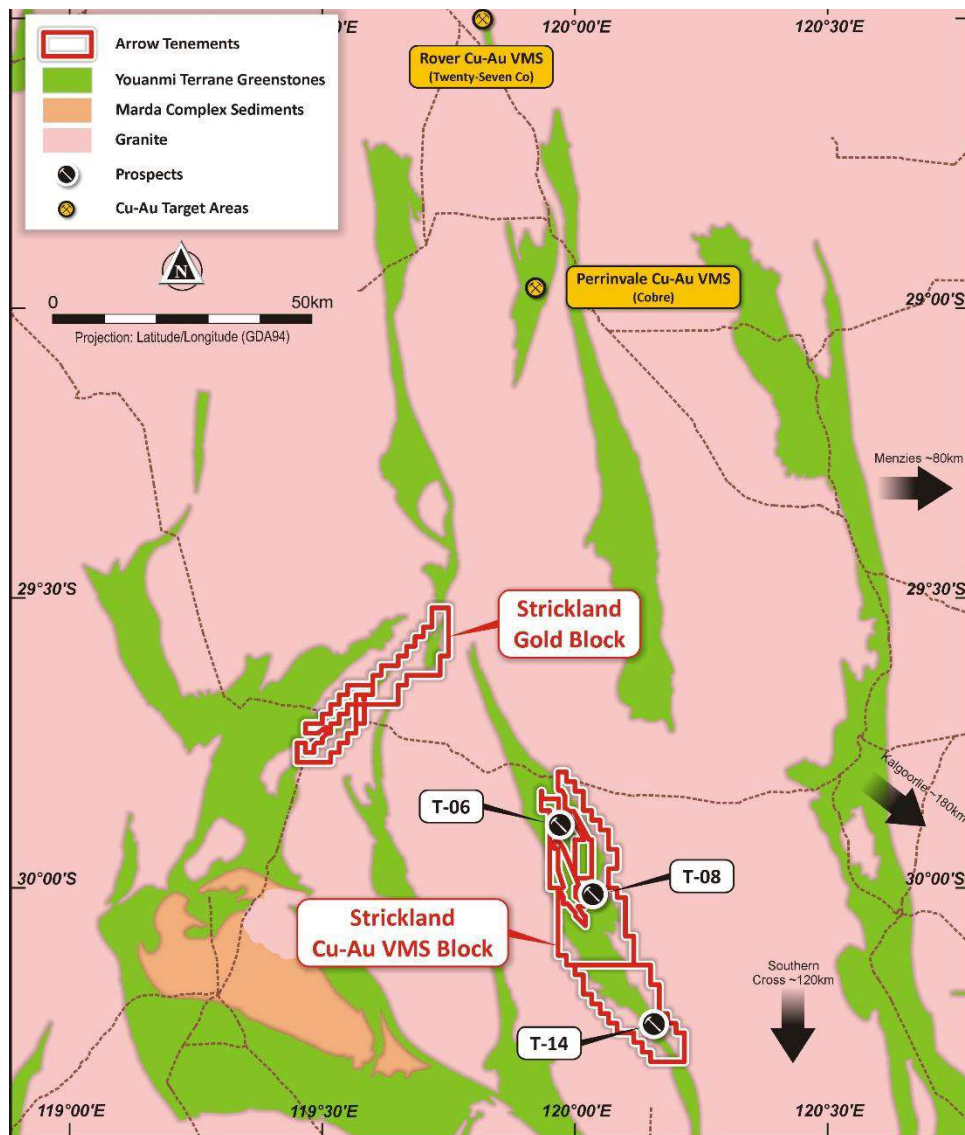 119°30'E
120°00'E
120°30'E
Arrow Tenements
Youanmi Terrane Greenstones
Marda Complex Sediments
Granite
Prospects
Cu-Au Target Areas
N
0
50km
Projection: Latitude/Longitude (GDA94)
Rover Cu-Au VMS
(Twenty-Seven Co)
Perrinvale Cu-Au VMS
(Cobre)
29°00'S
Menzies ~80km
29°30'S
Strickland
Gold Block
Kalgoorlie ~180km
T-06
T-08
30°00'S
Strickland
Cu-Au VMS Block
Southern
Cross ~120km
T-14
119°00'E
119°30'E
120°00'E
120°30'E